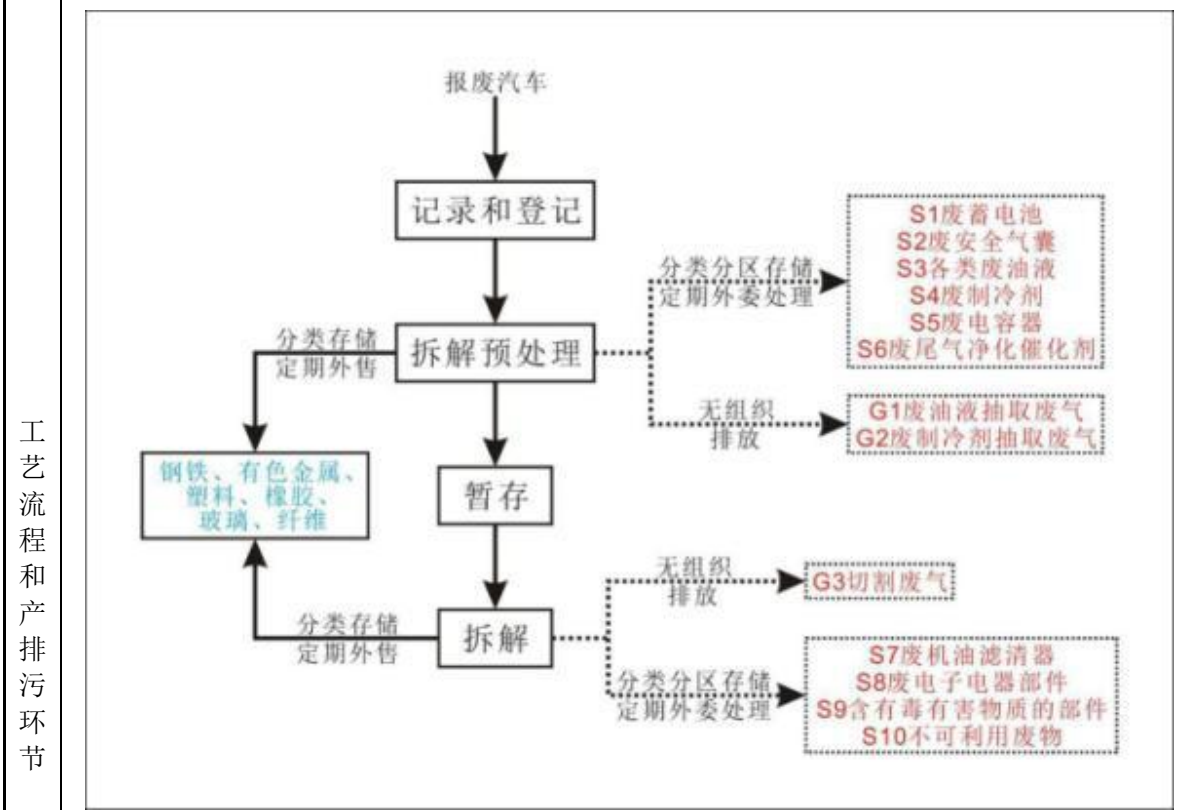 工艺流程和产排污环节
报废汽车
记录和登记
分类分区存储
定期外委处理
S1废蓄电池
S2废安全气囊
S3各类废油液
S4废制冷剂
S5废电容器
S6废尾气净化催化剂
分类存储
定期外售
拆解预处理
无组织
排放
G1废油液抽取废气
G2废制冷剂抽取废气
钢铁、有色金属、
塑料、橡胶、
玻璃、纤维
暂存
无组织
排放
G3切割废气
分类存储
定期外售
拆解
分类分区存储
定期外委处理
S7废机油滤清器
S8废电子电器部件
S9含有毒有害物质的部件
S10不可利用废物